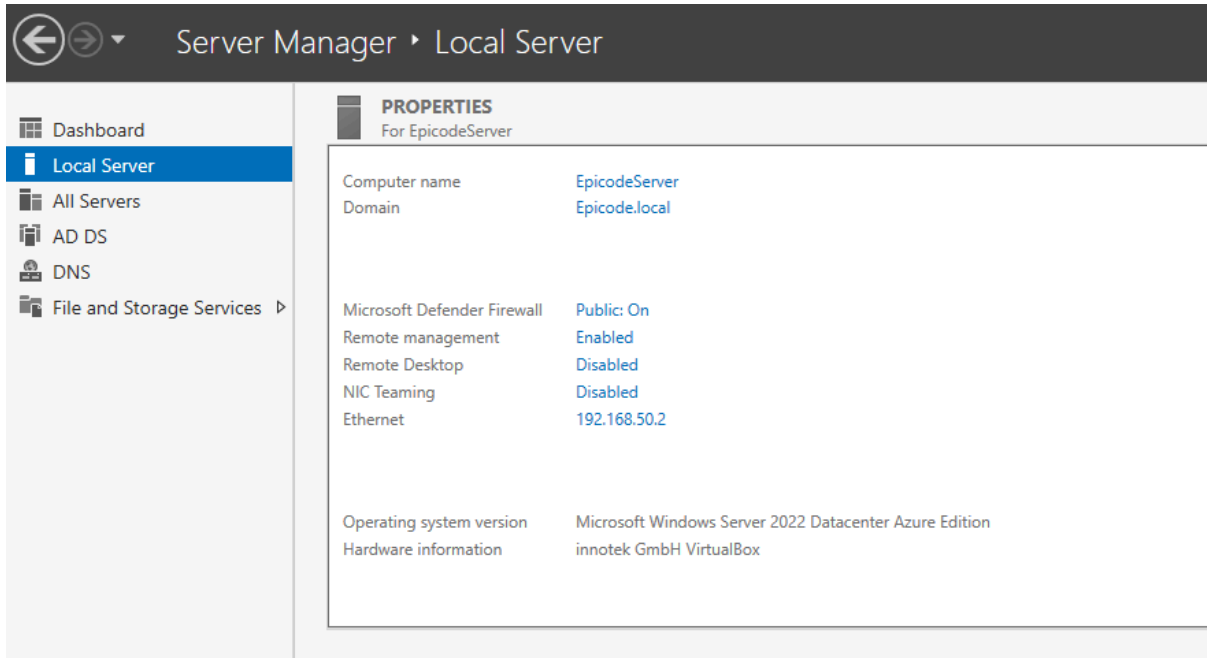 Server Manager ‣ Local Server
Dashboard
Local Server
All Servers
AD DS
DNS
File and Storage Services
PROPERTIES
For EpicodeServer
Computer name EpicodeServer
Domain Epicode.local
Microsoft Defender Firewall Public: On
Remote management Enabled
Remote Desktop Disabled
NIC Teaming Disabled
Ethernet 192.168.50.2
Operating system version Microsoft Windows Server 2022 Datacenter Azure Edition
Hardware information innotek GmbH VirtualBox